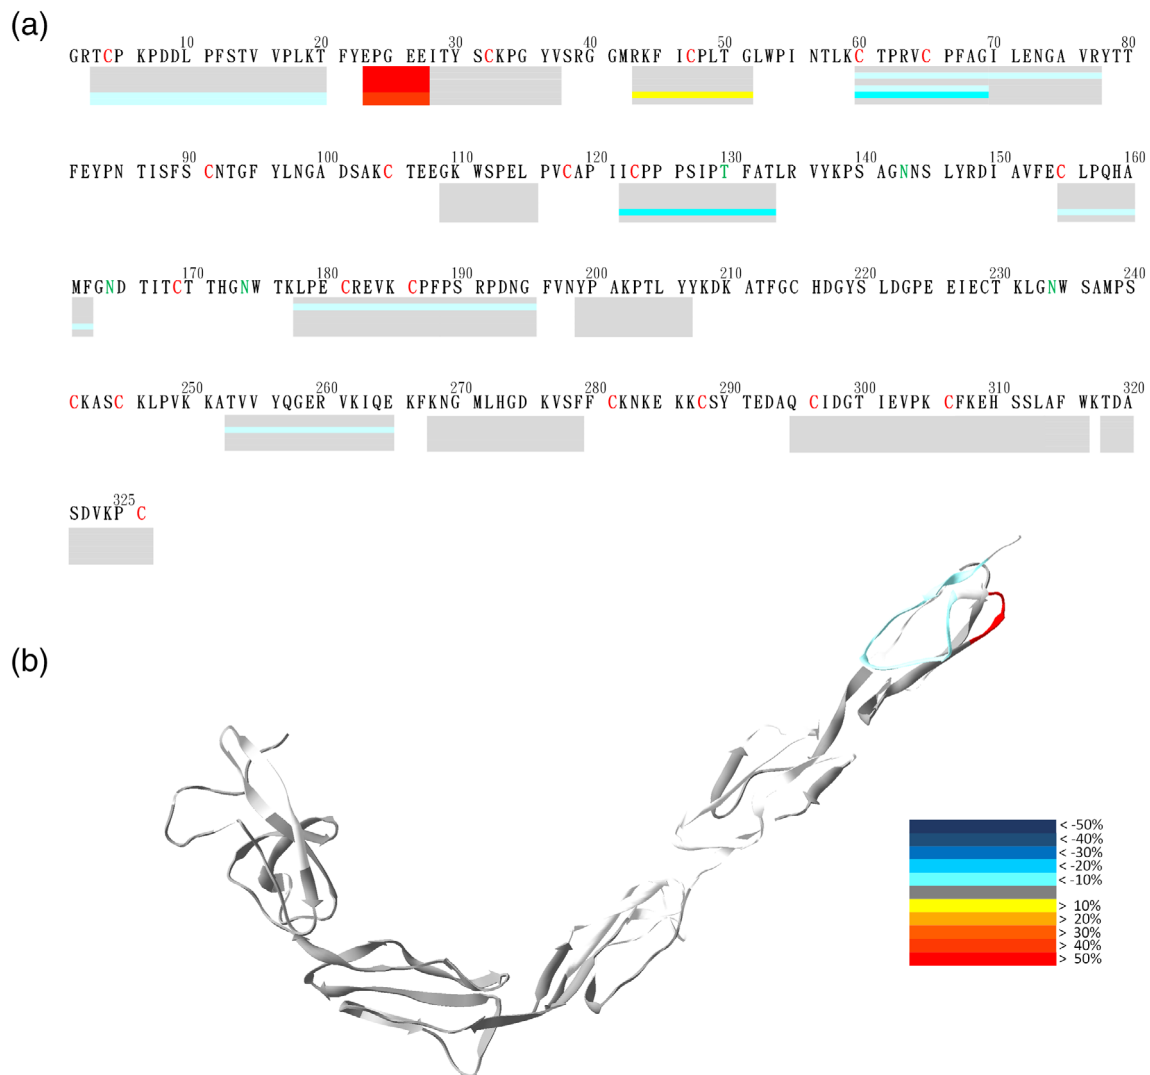 (a)
10 20 30 40 50 60 70 80
GRTCP KPDDL PFSTV VPLKT FYEPG EEITY SCKPG YVSRG GMRKF ICPLT GLWPI NTLKC TPRVC PFAGI LENGA VRYTT
90 100 110 120 130 140 150 160
FEYPN TISFS CNTGF YLNGA DSAKC TEEGK WSPEL PVCAP IICPP PSIPT FATLR VYKPS AGNNS LYRDI AVFEC LPQHA
170 180 190 200 210 220 230 240
MFGND TITCT THGNW TKLPE CREVK CPFPS RPDNG FVNYP AKPTL YYKDK ATFGC HDGYS LDGPE EIECT KLGNW SAMPS
250 260 270 280 290 300 310 320
CKASC KLPVK KATVV YQGER VKIQE KFKNG MLHGD KVSFF CKNKE KKCSY TEDAQ CIDGT IEVPK CFKEH SSLAF WKTDA
325
SDVKP C
(b)
< -50%
< -40%
< -30%
< -20%
< -10%
> 10%
> 20%
> 30%
> 40%
> 50%